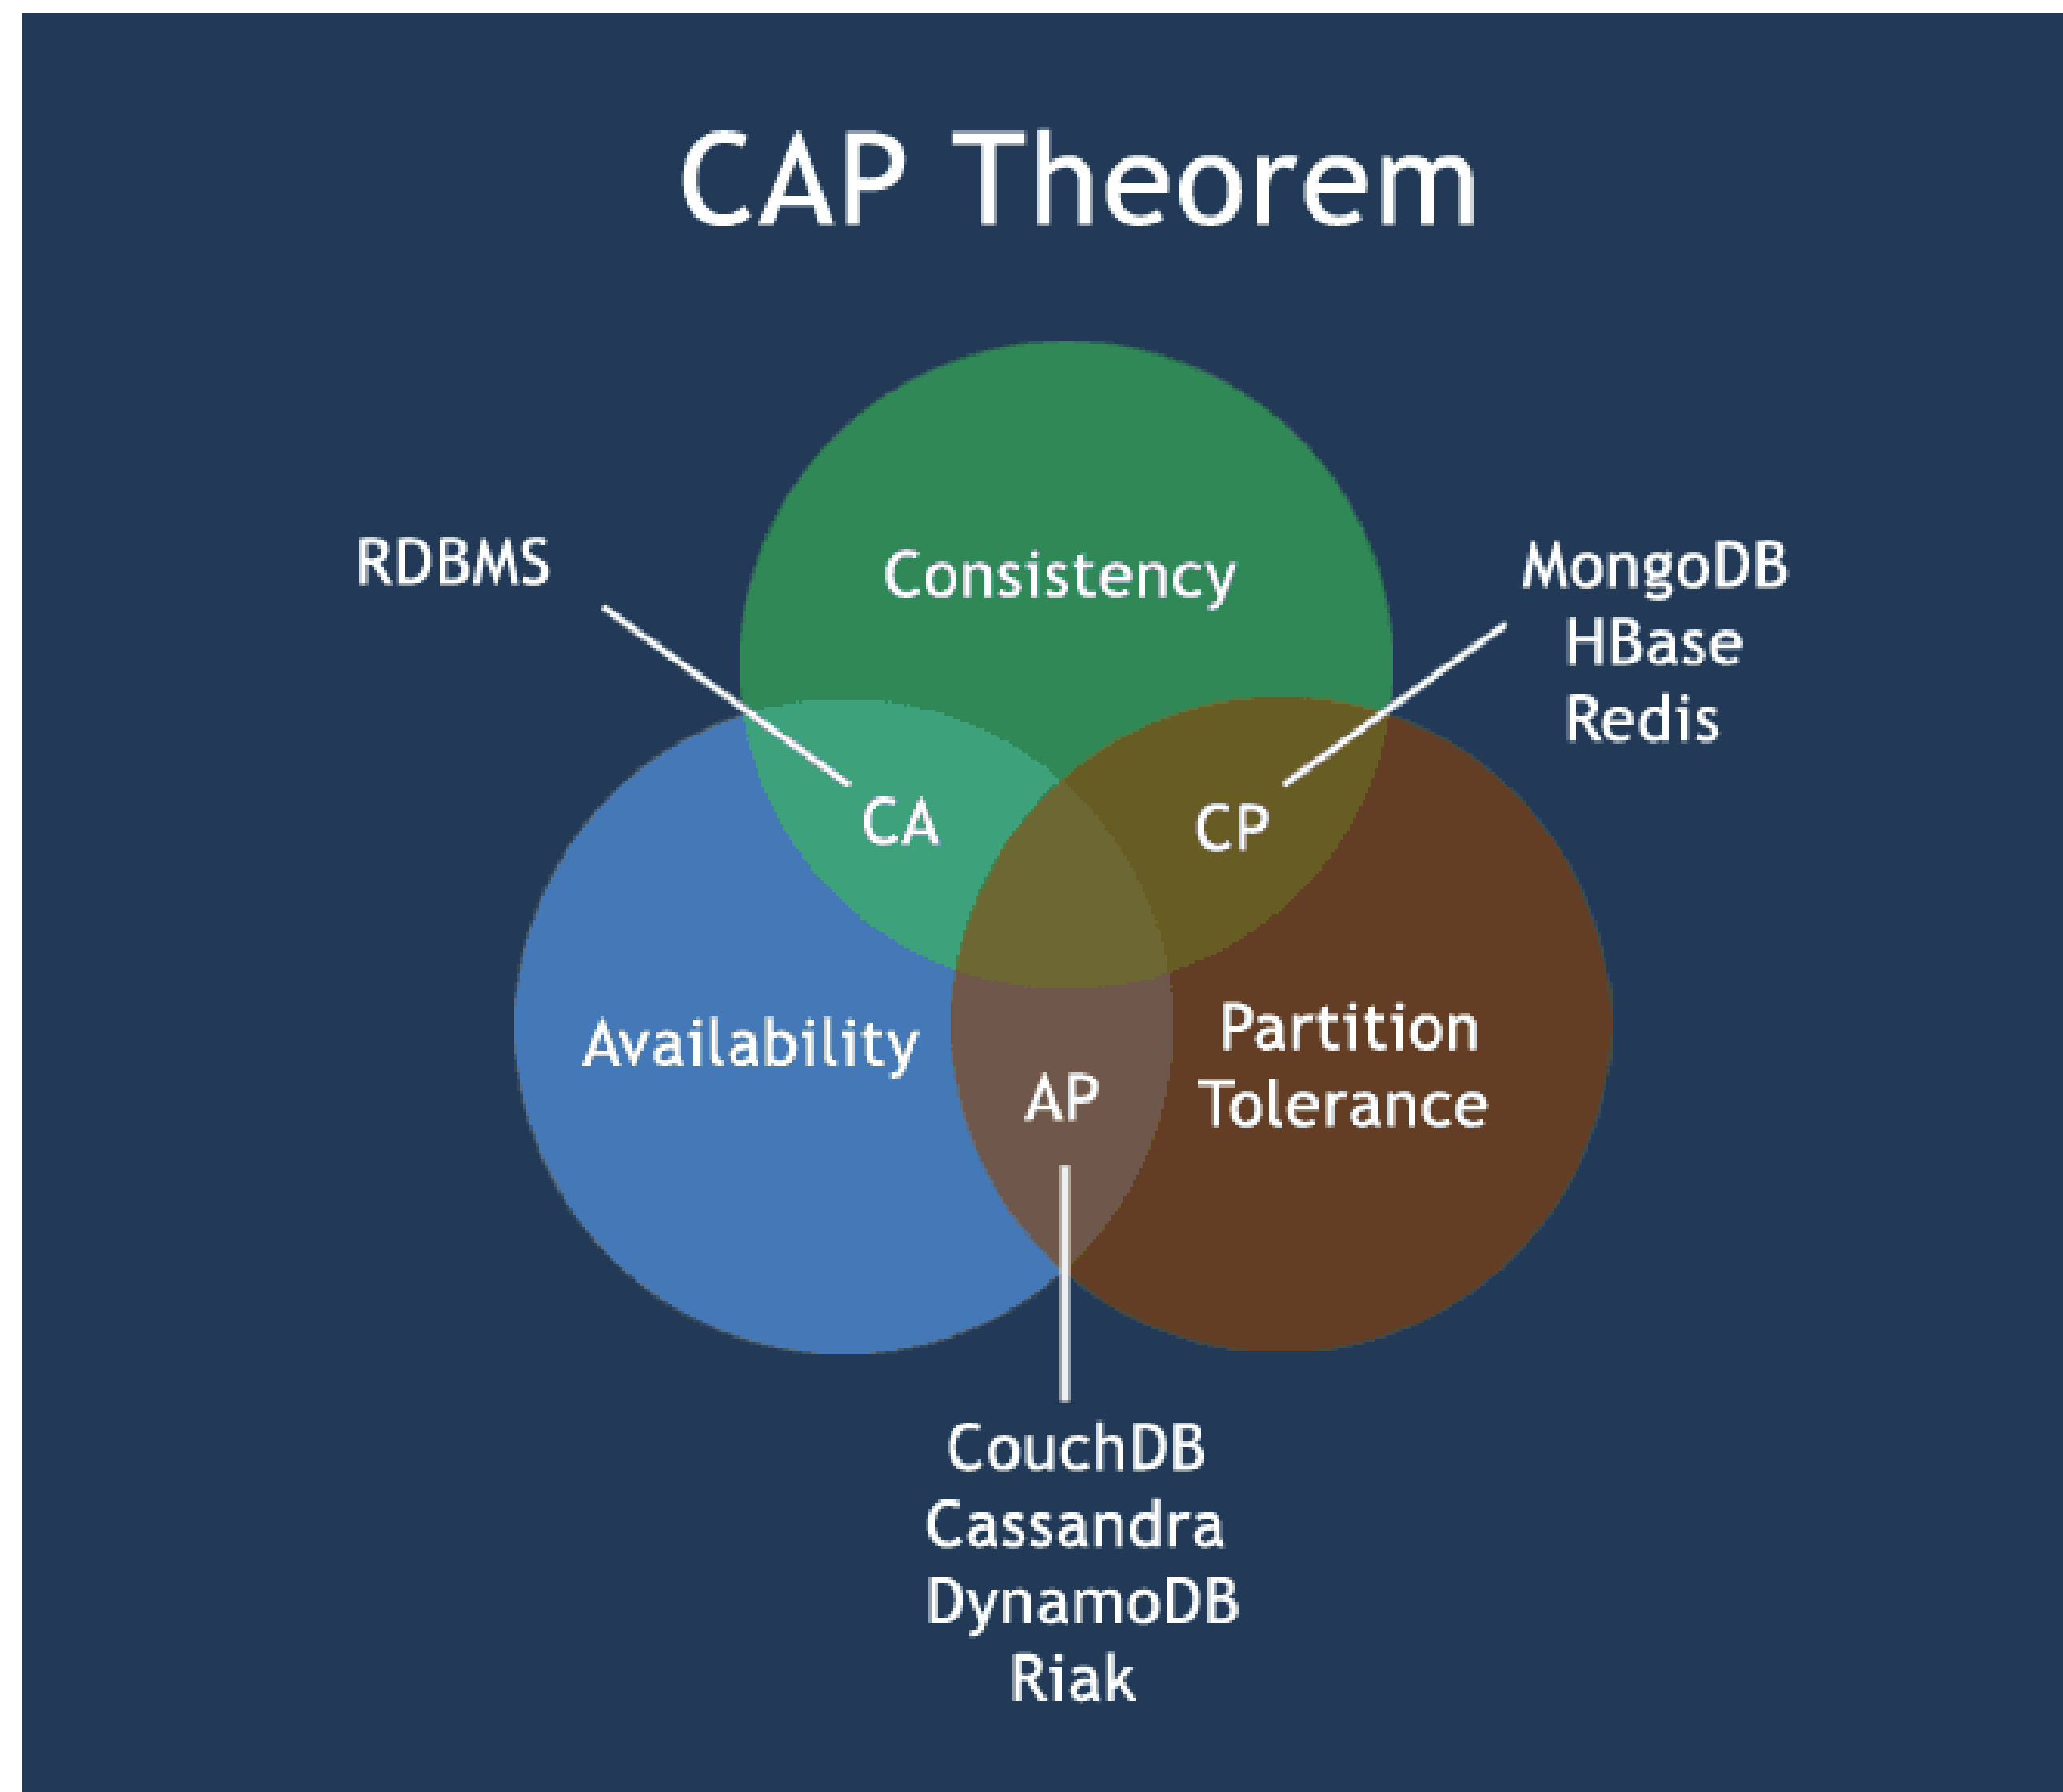 CAP Theorem
RDBMS
Consistency
MongoDB
HBase
Redis
CA
CP
Availability
Partition
Tolerance
AP
CouchDB
Cassandra
DynamoDB
Riak